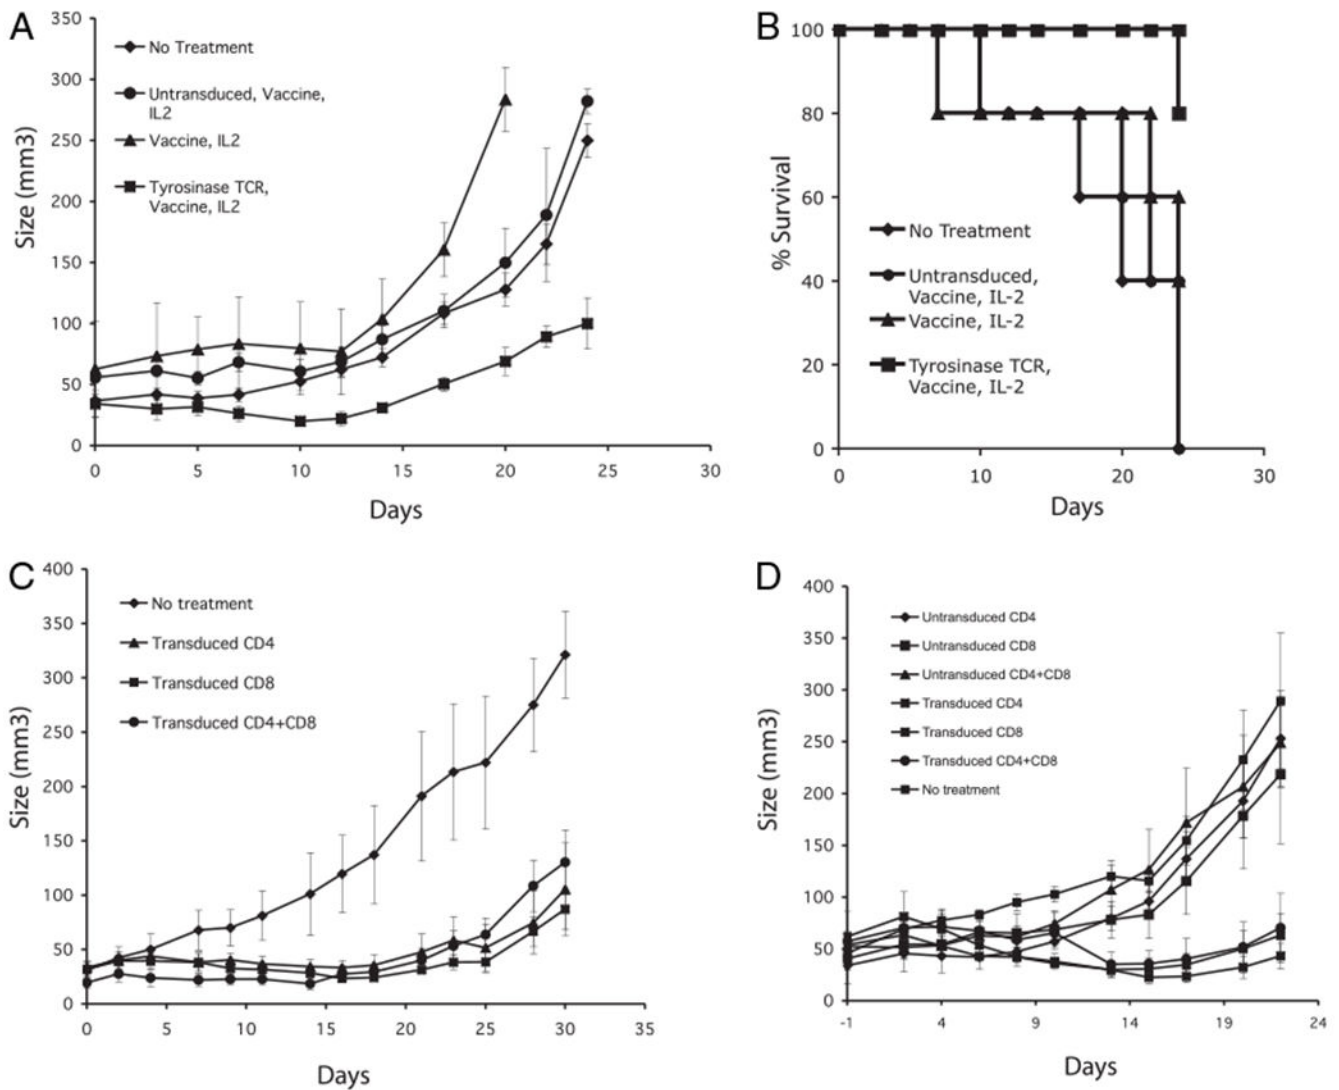 A
350
300
250
200
150
100
50
0
Size (mm3)
No Treatment
Untransduced, Vaccine,
IL2
Vaccine, IL2
Tyrosinase TCR,
Vaccine, IL2
0 5 10 15 20 25 30
Days
B
100
80
60
40
20
0
% Survival
No Treatment
Untransduced,
Vaccine, IL-2
Vaccine, IL-2
Tyrosinase TCR,
Vaccine, IL-2
0 10 20 30
Days
C
400
350
300
250
200
150
100
50
0
Size (mm3)
No treatment
Transduced CD4
Transduced CD8
Transduced CD4+CD8
0 5 10 15 20 25 30 35
Days
D
400
350
300
250
200
150
100
50
0
Size (mm3)
Untransduced CD4
Untransduced CD8
Untransduced CD4+CD8
Transduced CD4
Transduced CD8
Transduced CD4+CD8
No treatment
-1 4 9 14 19 24
Days